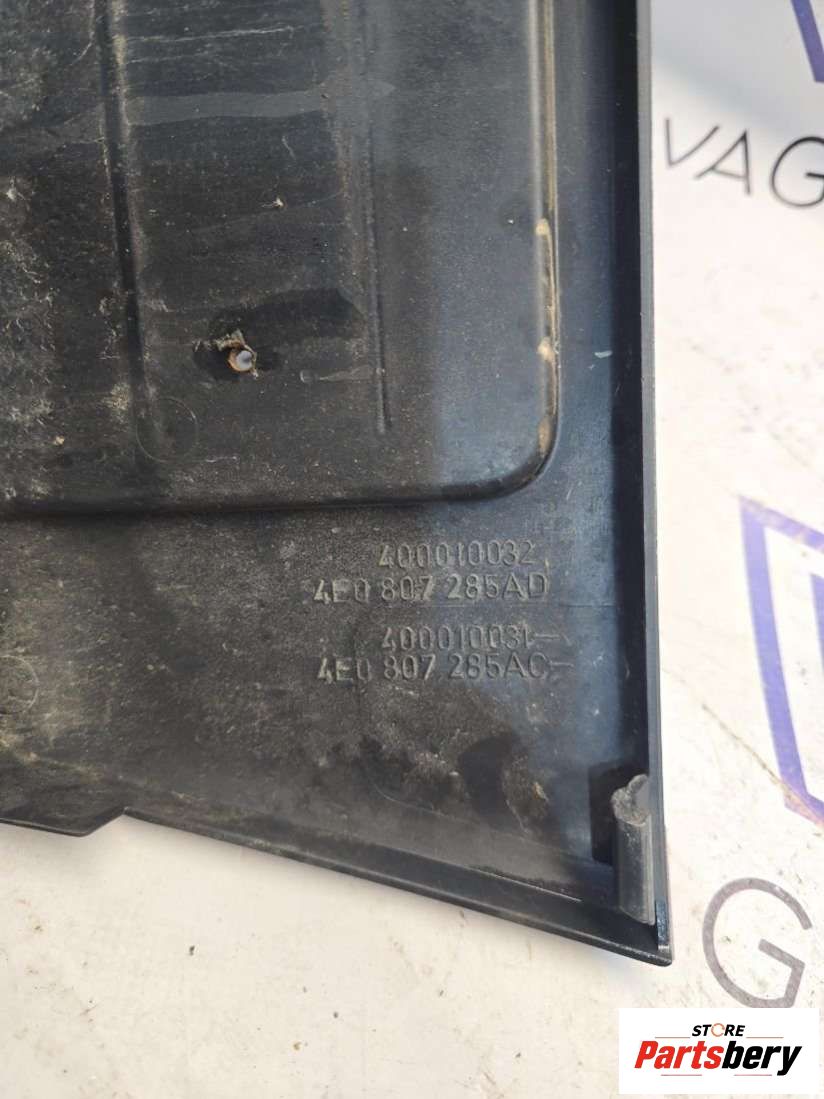 VAG
400010032
4E0 807 285AD
400010031
4E0 807 285AC
G
STORE
Partsbery